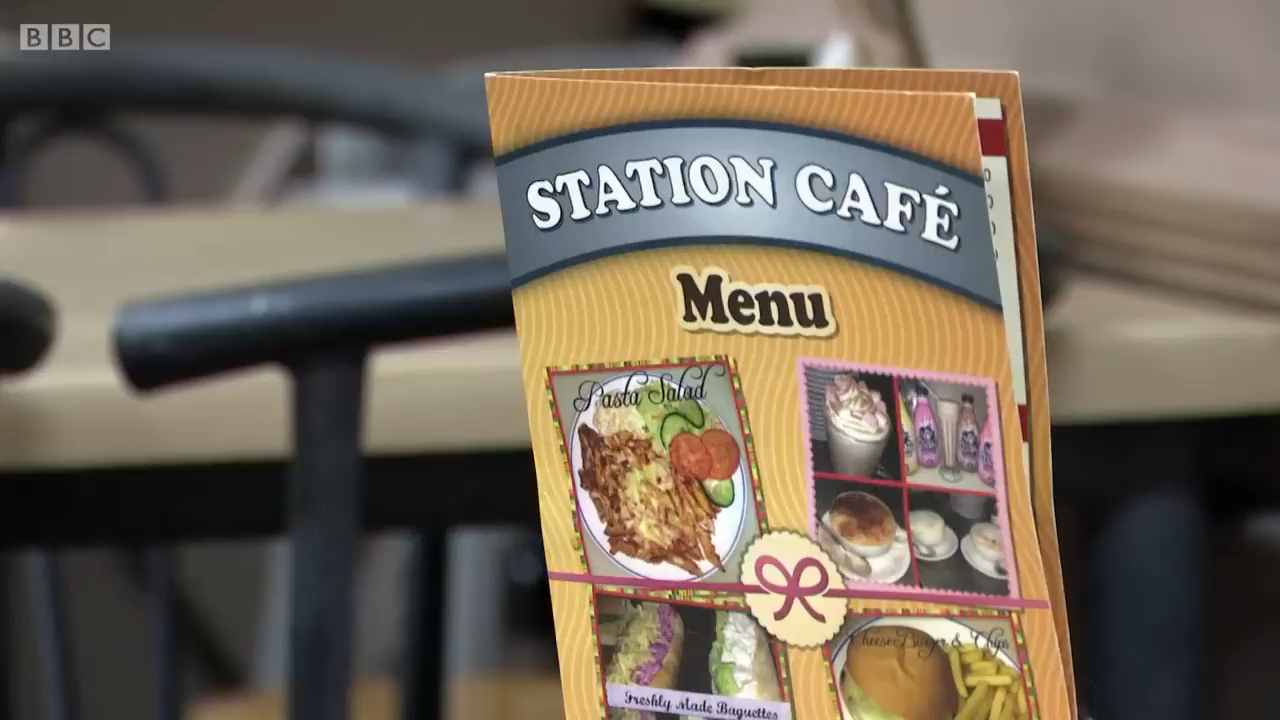 BBC
STATION CAFÉ
Menu
Pasta Salad
Cheese Burger & Chips
Freshly Made Baguettes